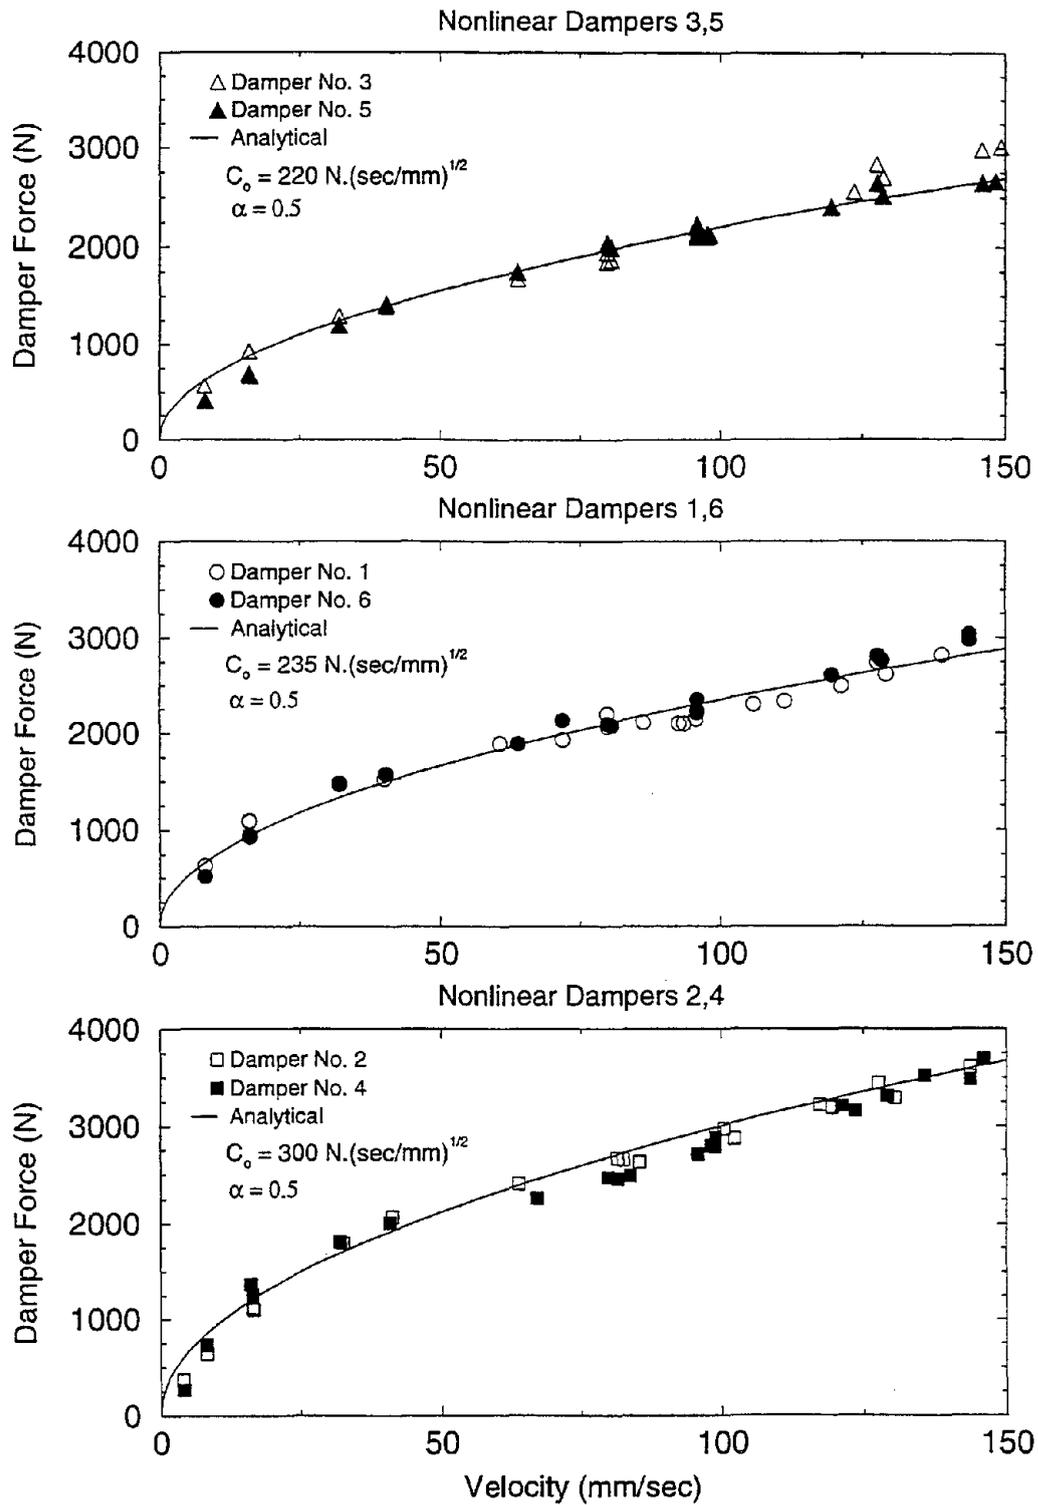 Nonlinear Dampers 3,5
4000
3000
2000
1000
0
Damper Force (N)
Damper No. 3
Damper No. 5
Analytical
Co = 220 N.(sec/mm)1/2
α = 0.5
0 50 100 150
Nonlinear Dampers 1,6
4000
3000
2000
1000
0
Damper Force (N)
Damper No. 1
Damper No. 6
Analytical
Co = 235 N.(sec/mm)1/2
α = 0.5
0 50 100 150
Nonlinear Dampers 2,4
4000
3000
2000
1000
0
Damper Force (N)
Damper No. 2
Damper No. 4
Analytical
Co = 300 N.(sec/mm)1/2
α = 0.5
0 50 100 150
Velocity (mm/sec)